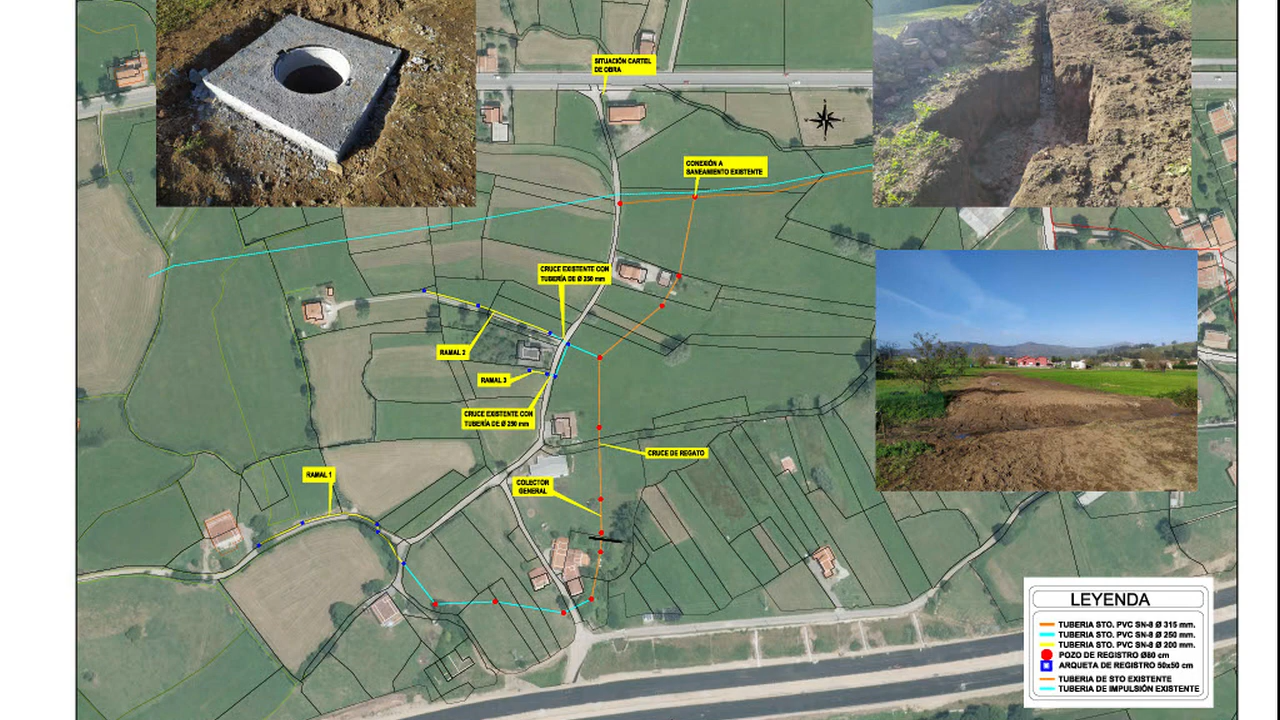 SITUACIÓN CARTEL
DE OBRA
CONEXIÓN A
SANEAMIENTO EXISTENTE
CRUCE EXISTENTE CON
TUBERÍA DE Ø 250 mm
RAMAL 2
RAMAL 3
CRUCE EXISTENTE CON
TUBERÍA DE Ø 250 mm
CRUCE DE REGATO
RAMAL 1
COLECTOR
GENERAL
LEYENDA
TUBERIA STO. PVC SN-8 Ø 315 mm.
TUBERIA STO. PVC SN-8 Ø 250 mm.
TUBERIA STO. PVC SN-8 Ø 200 mm.
POZO DE REGISTRO Ø80 cm
ARQUETA DE REGISTRO 50x50 cm
TUBERIA DE STO EXISTENTE
TUBERIA DE IMPULSIÓN EXISTENTE